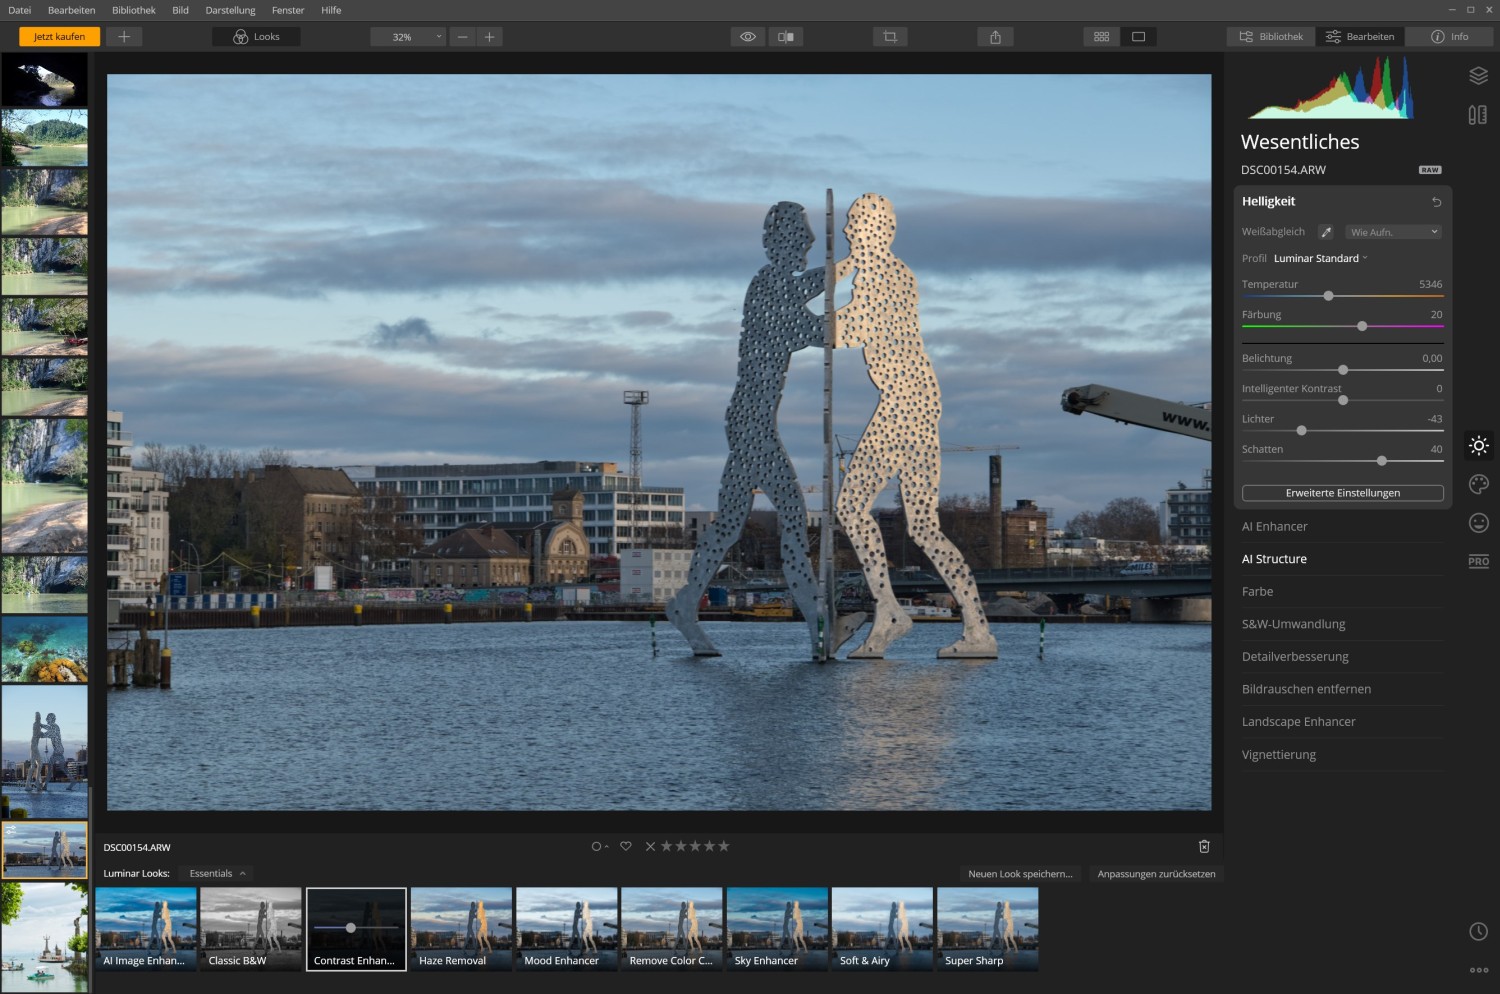 Datei Bearbeiten Bibliothek Bild Darstellung Fenster Hilfe
Jetzt kaufen Looks 32% Bibliothek Bearbeiten Info
Wesentliches
DSC00154.ARW RAW
Helligkeit
Weißabgleich Wie Aufn.
Profil Luminar Standard
Temperatur 5346
Färbung 20
Belichtung 0,00
Intelligenter Kontrast 0
Lichter -43
Schatten 40
Erweiterte Einstellungen
AI Enhancer
AI Structure
Farbe
S&W-Umwandlung
Detailverbesserung
Bildrauschen entfernen
Landscape Enhancer
Vignettierung
PRO
www.
DSC00154.ARW
Luminar Looks: Essentials Neuen Look speichern... Anpassungen zurücksetzen
AI Image Enhan... Classic B&W Contrast Enhan... Haze Removal Mood Enhancer Remove Color C... Sky Enhancer Soft & Airy Super Sharp